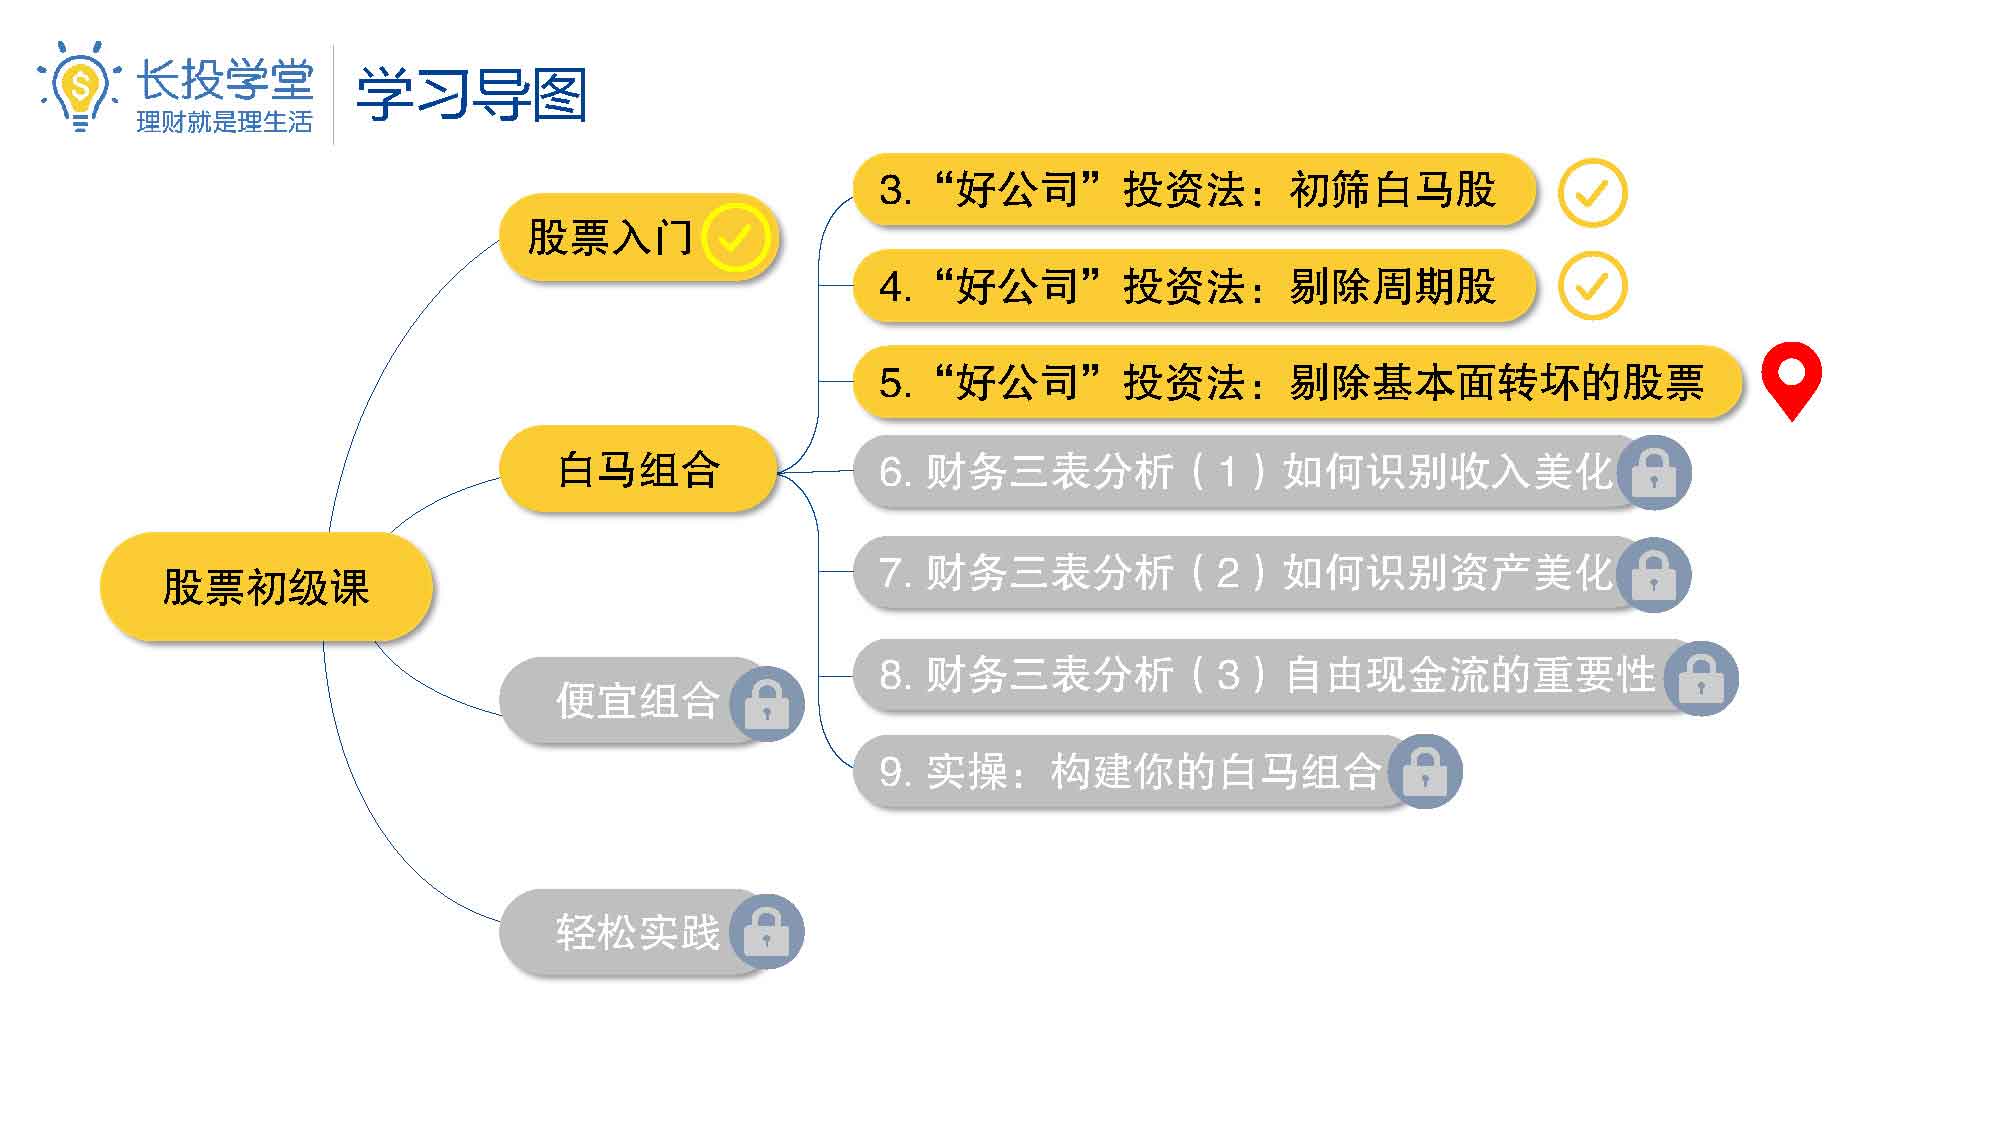 长投学堂
理财就是理生活
学习导图
股票初级课
股票入门
白马组合
3. “好公司”投资法：初筛白马股
4. “好公司”投资法：剔除周期股
5. “好公司”投资法：剔除基本面转坏的股票
6. 财务三表分析（1）如何识别收入美化
7. 财务三表分析（2）如何识别资产美化
8. 财务三表分析（3）自由现金流的重要性
9. 实操：构建你的白马组合
便宜组合
轻松实践